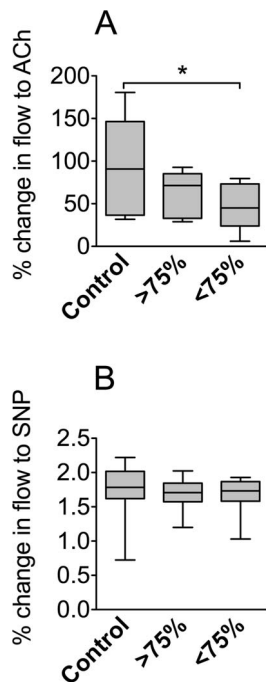 A
% change in flow to ACh
200
150
100
50
0
*
Control
>75%
<75%
B
% change in flow to SNP
2.5
2.0
1.5
1.0
0.5
0.0
Control
>75%
<75%